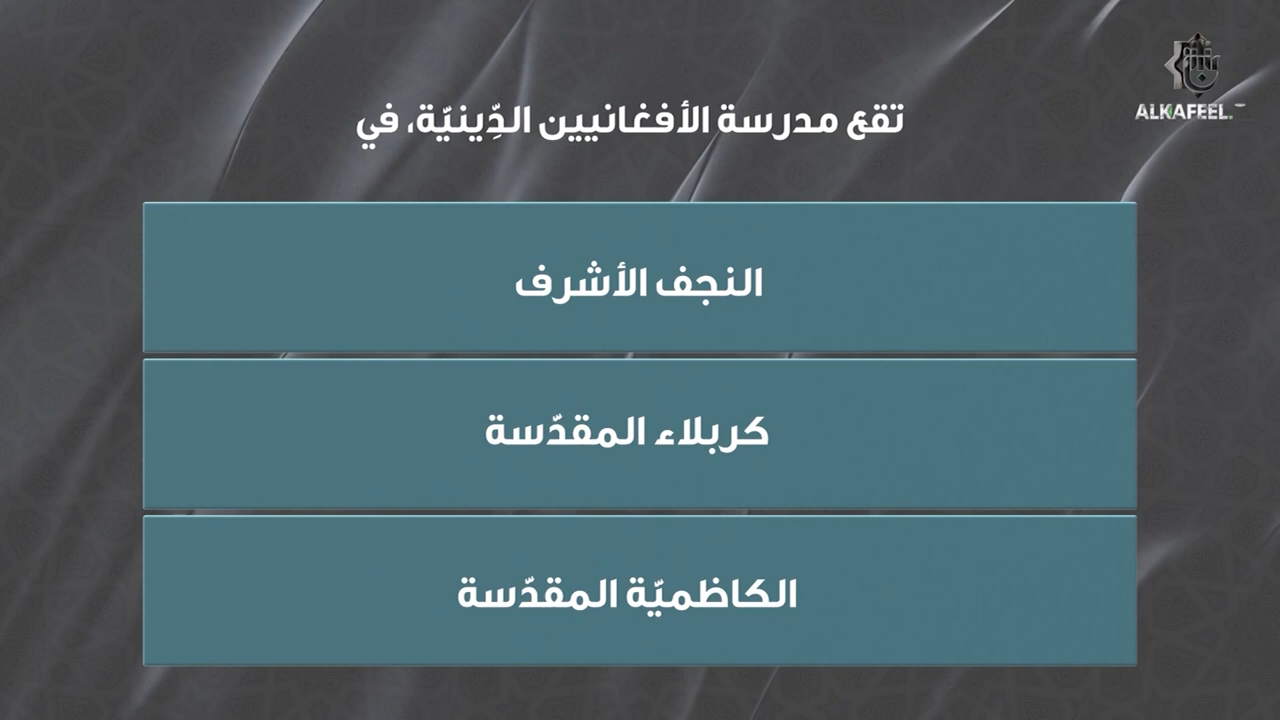 ALKAFEEL
تقع مدرسة الأفغانيين الدِّينيّة، في
النجف الأشرف
كربلاء المقدّسة
الكاظميّة المقدّسة